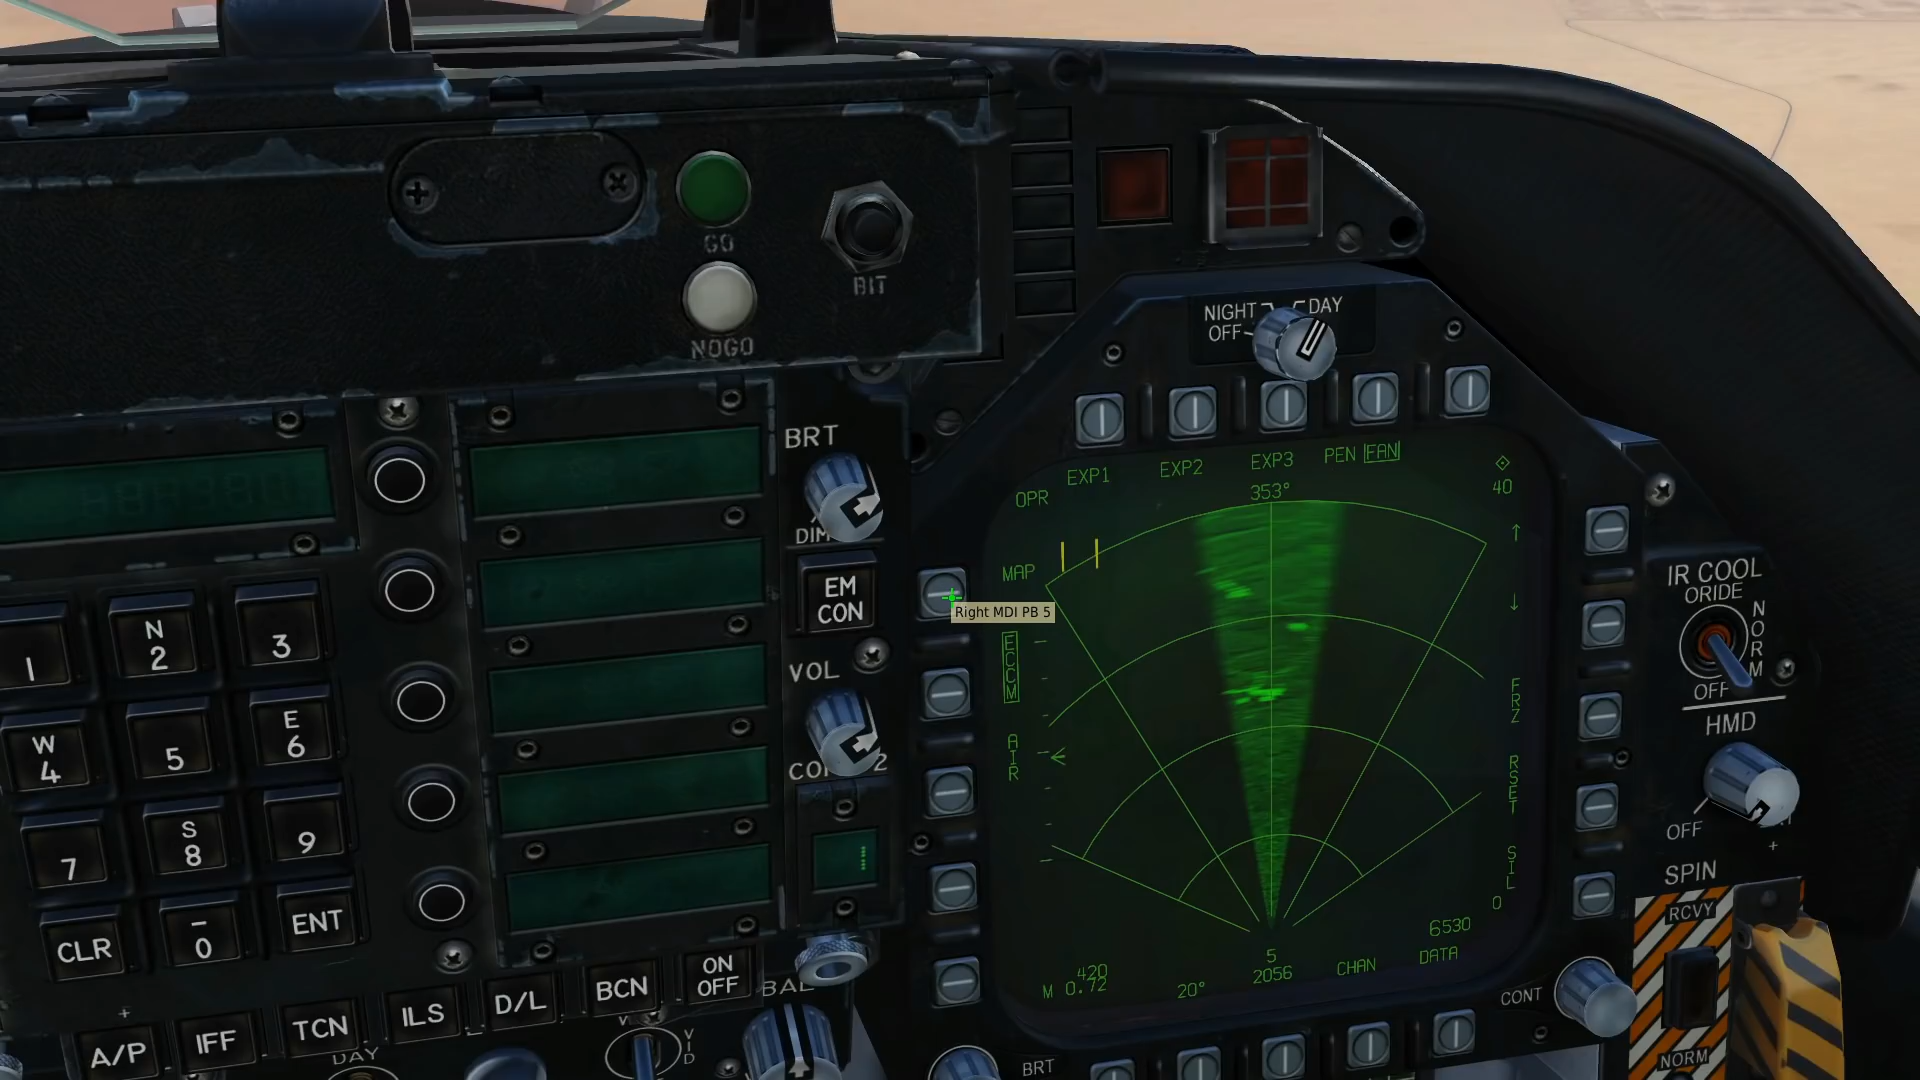 GO
BIT
NOGO
NIGHT
DAY
OFF
BRT
DIM
EM
CON
VOL
1
N
2
3
W
4
5
E
6
7
S
8
9
CLR
-
0
ENT
A/P
IFF
TCN
ILS
D/L
BCN
ON
OFF
BAL
DAY
VID
OPR
EXP1
EXP2
EXP3
PEN
FAN
353°
40
MAP
Right MDI PB 5
ECCM
AIR
FRZ
RSET
SIL
0
6530
DATA
CHAN
5
2056
20°
420
M 0.72
BRT
CONT
IR COOL
ORIDE
NORM
OFF
HMD
OFF
SPIN
RCVY
NORM